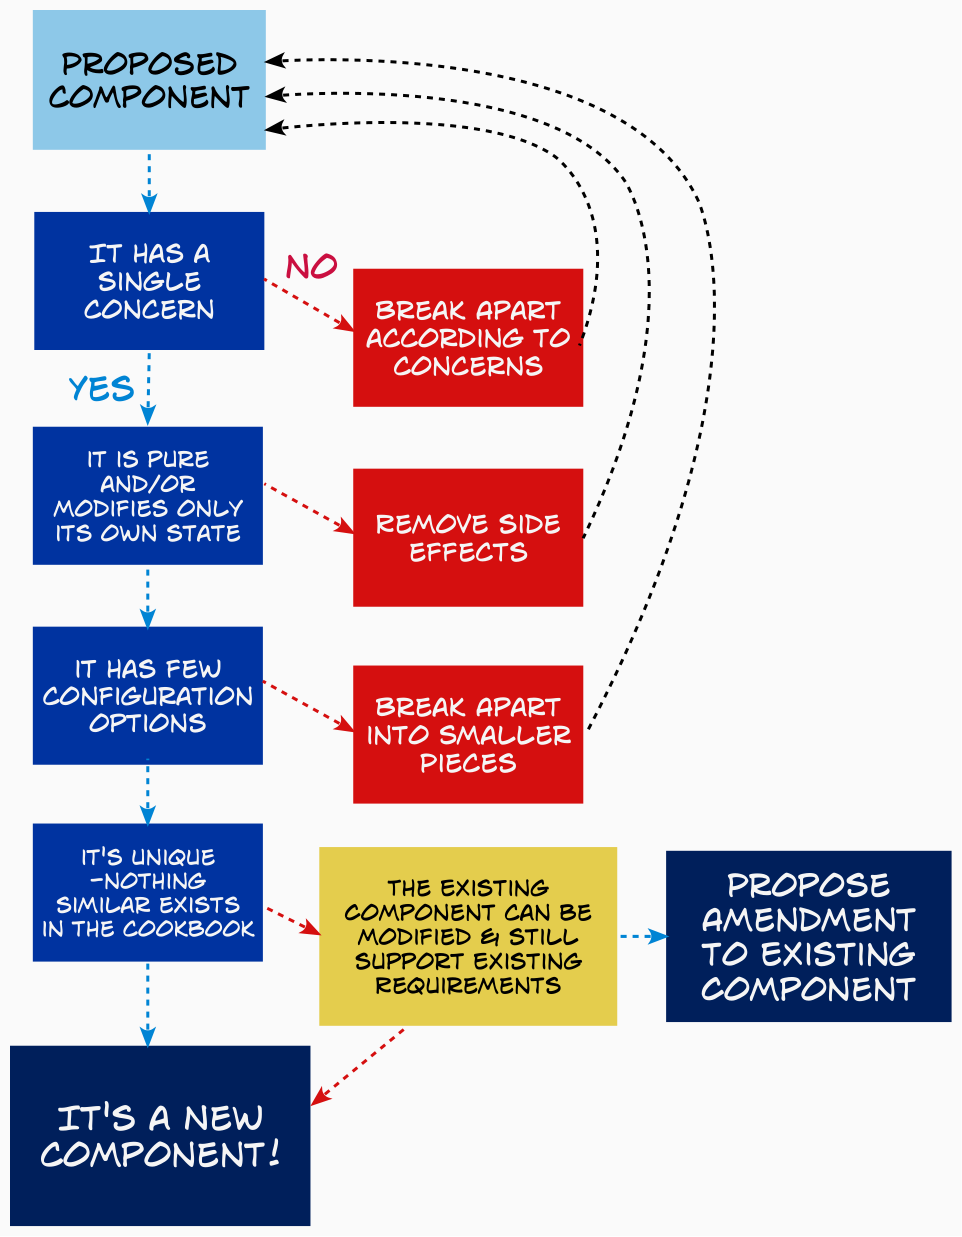 PROPOSED
COMPONENT
IT HAS A
SINGLE
CONCERN
NO
BREAK APART
ACCORDING TO
CONCERNS
YES
IT IS PURE
AND/OR
MODIFIES ONLY
ITS OWN STATE
REMOVE SIDE
EFFECTS
IT HAS FEW
CONFIGURATION
OPTIONS
BREAK APART
INTO SMALLER
PIECES
IT'S UNIQUE
-NOTHING
SIMILAR EXISTS
IN THE COOKBOOK
THE EXISTING
COMPONENT CAN BE
MODIFIED & STILL
SUPPORT EXISTING
REQUIREMENTS
PROPOSE
AMENDMENT
TO EXISTING
COMPONENT
IT'S A NEW
COMPONENT!